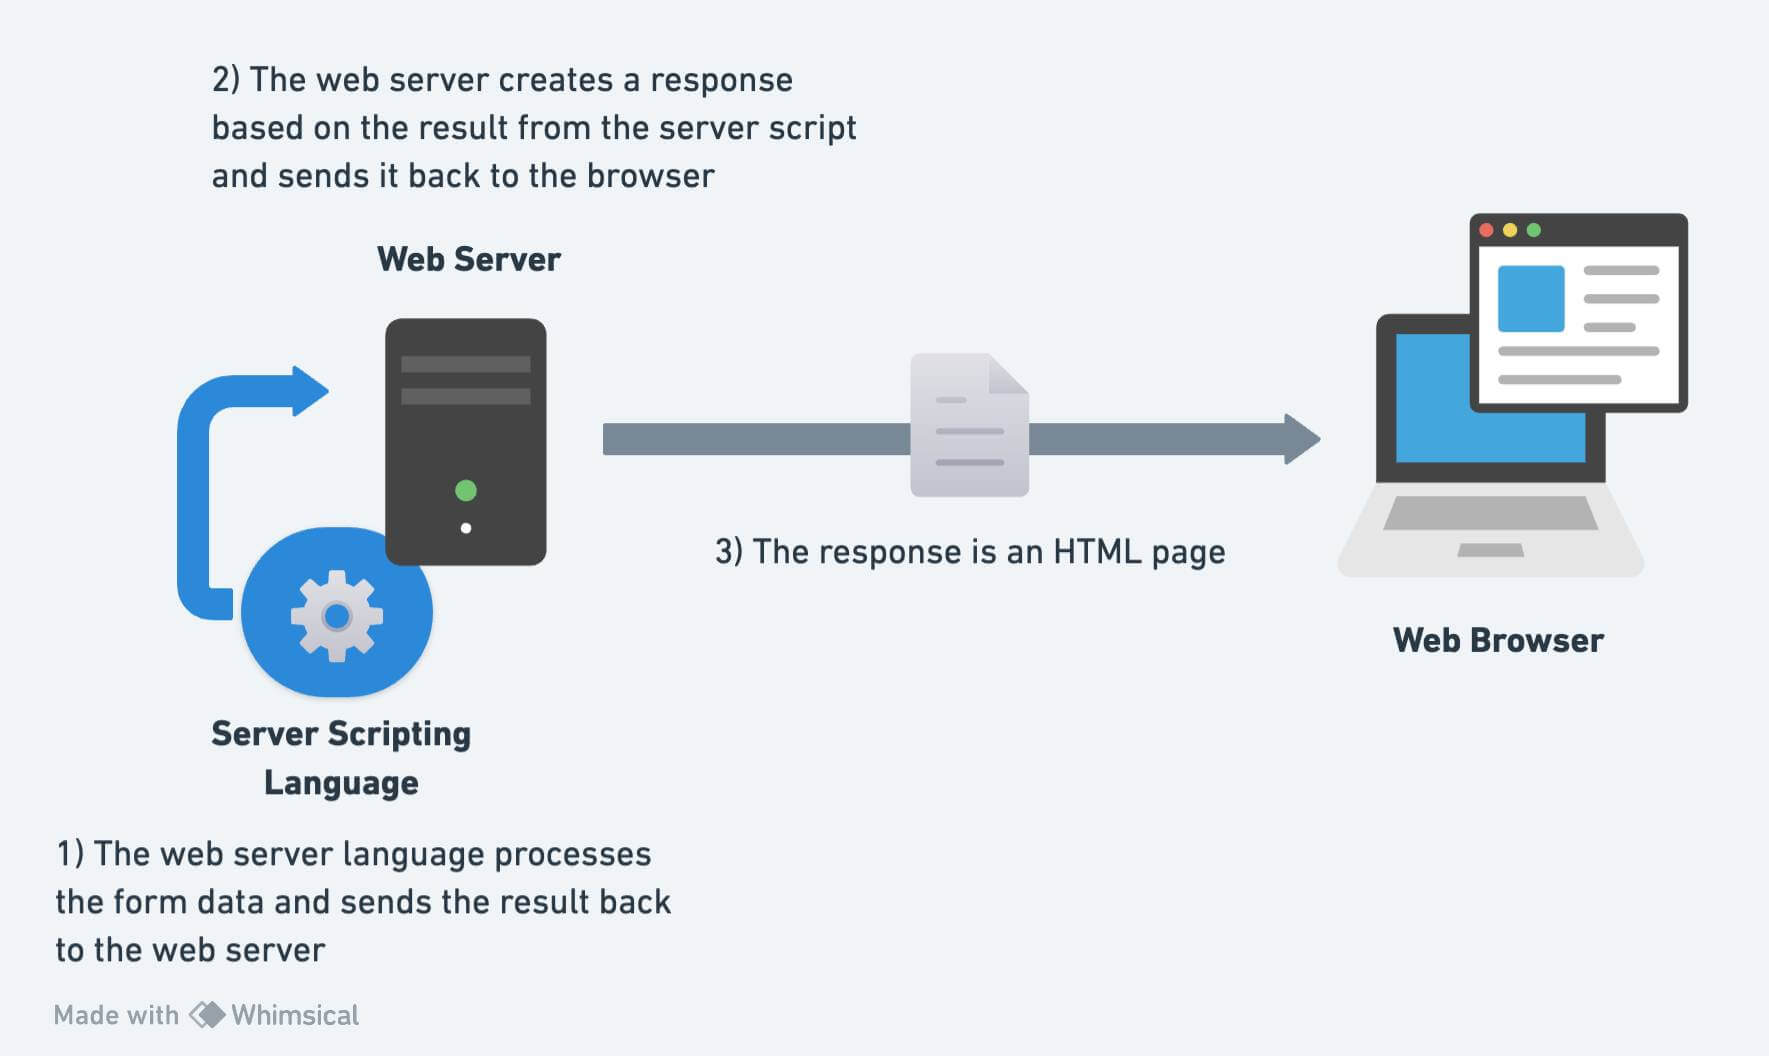 2) The web server creates a response
based on the result from the server script
and sends it back to the browser
Web Server
3) The response is an HTML page
Web Browser
Server Scripting
Language
1) The web server language processes
the form data and sends the result back
to the web server
Made with Whimsical